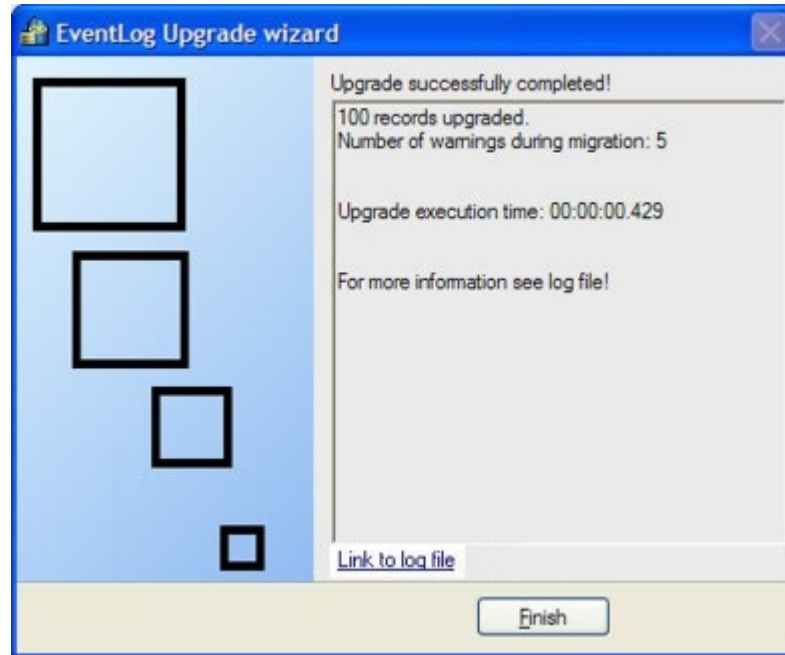 EventLog Upgrade wizard
Upgrade successfully completed!
100 records upgraded.
Number of warnings during migration: 5
Upgrade execution time: 00:00:00.429
For more information see log file!
Link to log file
Finish